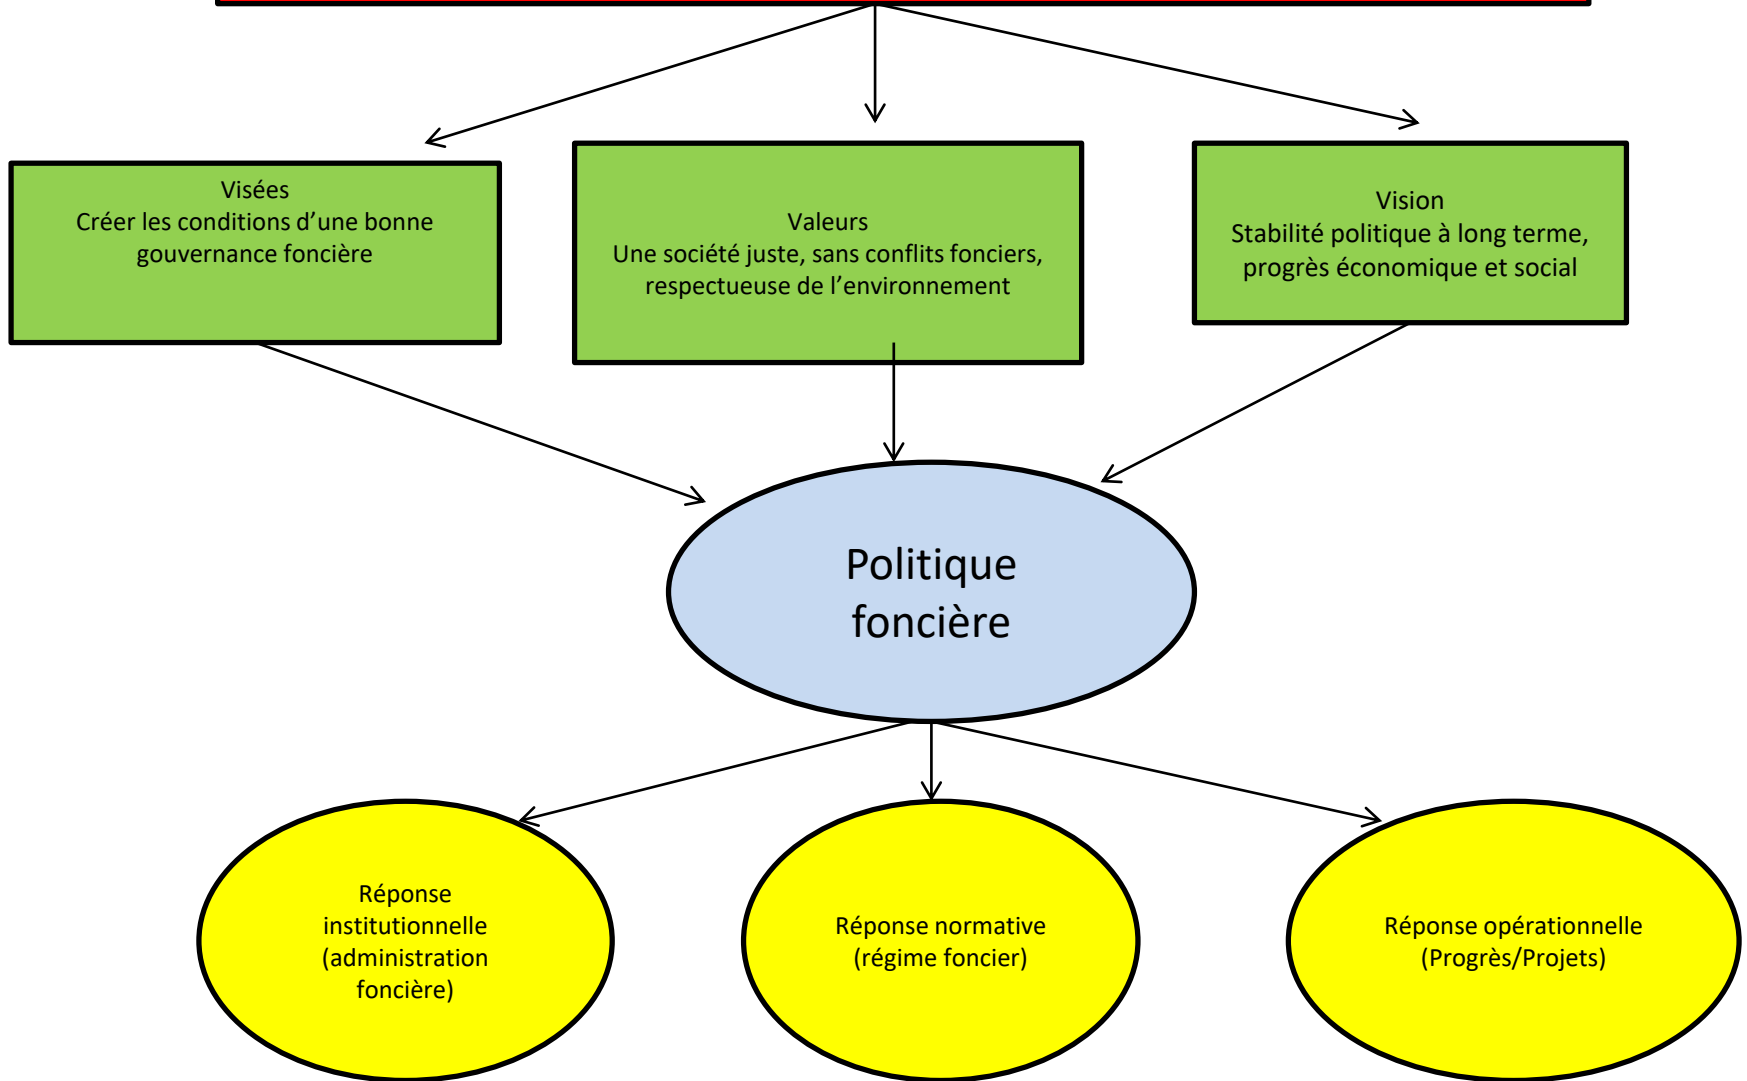 Visées
Créer les conditions d’une bonne
gouvernance foncière
Valeurs
Une société juste, sans conflits fonciers,
respectueuse de l’environnement
Vision
Stabilité politique à long terme,
progrès économique et social
Politique
foncière
Réponse
institutionnelle
(administration
foncière)
Réponse normative
(régime foncier)
Réponse opérationnelle
(Progrès/Projets)